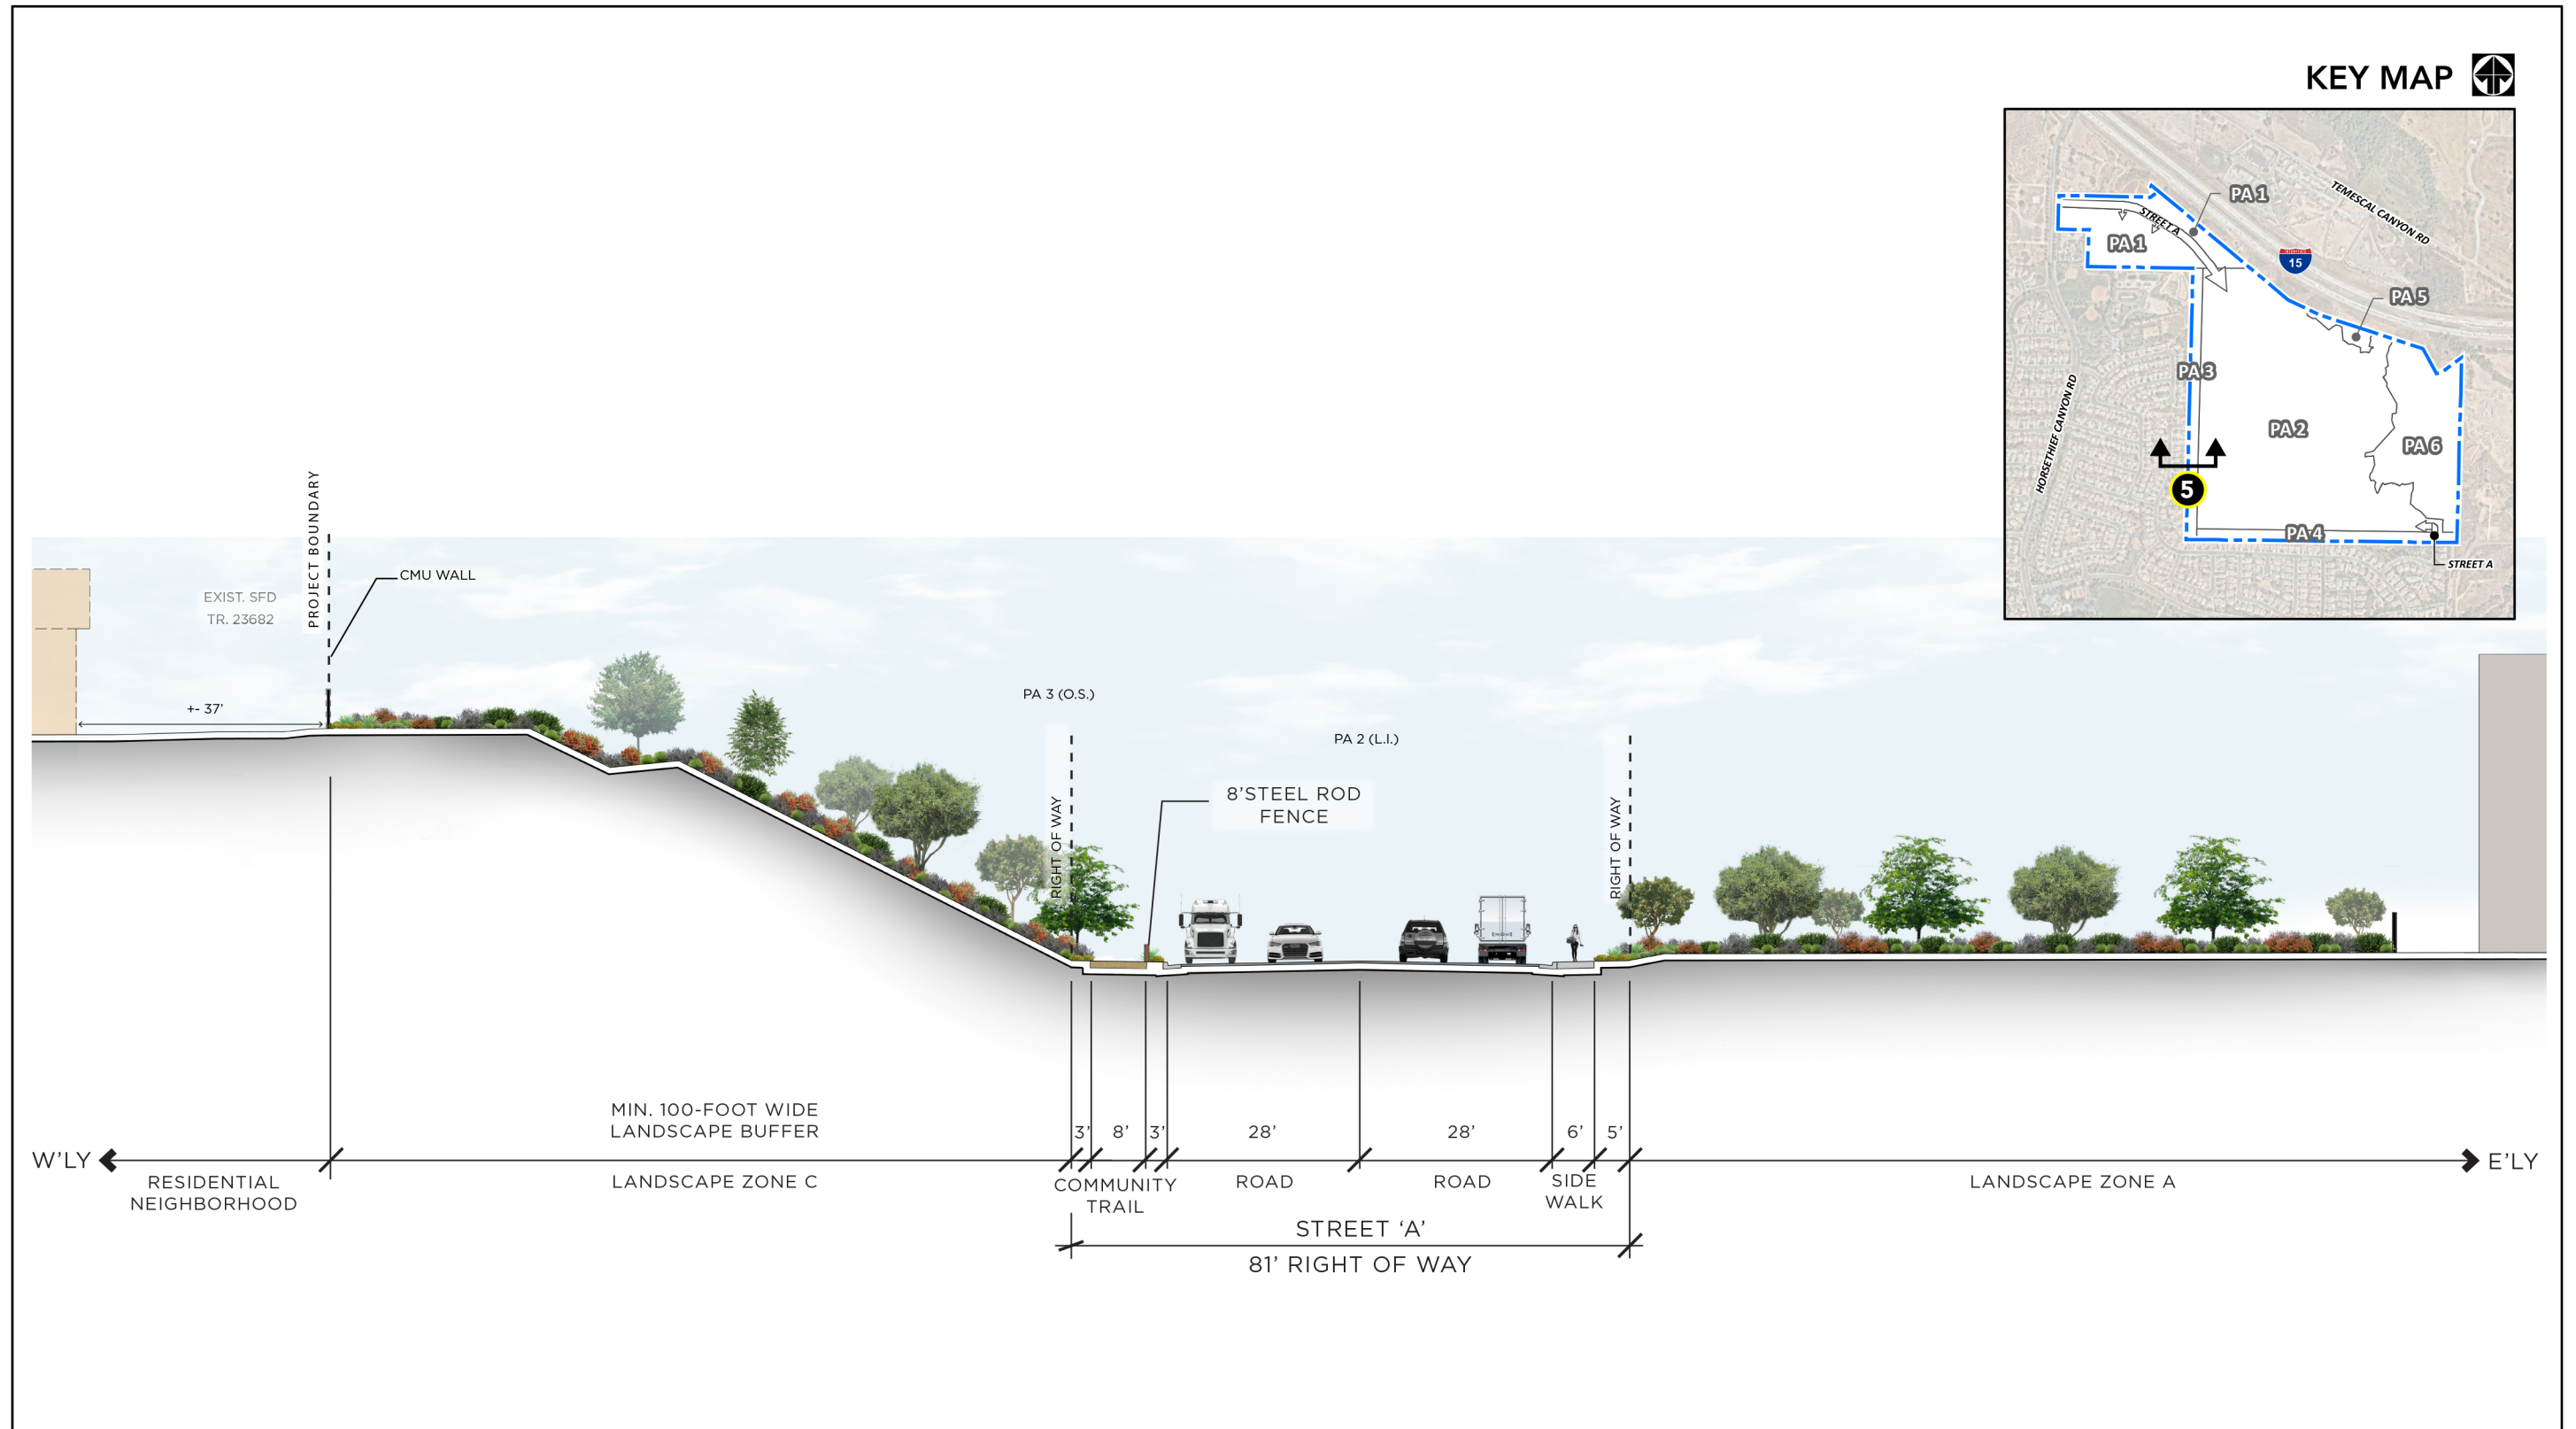 KEY MAP
PA 1
TEMESCAL CANYON RD
STREET A
PA 1
15
PA 5
PA 3
HORSETHIEF CANYON RD
PA 2
PA 6
5
PA 4
STREET A
PROJECT BOUNDARY
CMU WALL
EXIST. SFD
TR. 23682
+- 37’
PA 3 (O.S.)
PA 2 (L.I.)
RIGHT OF WAY
8’STEEL ROD
FENCE
RIGHT OF WAY
MIN. 100-FOOT WIDE
LANDSCAPE BUFFER
3’ 8’ 3’ 28’ 28’ 6’ 5’
W’LY
E’LY
RESIDENTIAL
NEIGHBORHOOD
LANDSCAPE ZONE C
COMMUNITY
TRAIL
ROAD
ROAD
SIDE
WALK
LANDSCAPE ZONE A
STREET ‘A’
81’ RIGHT OF WAY